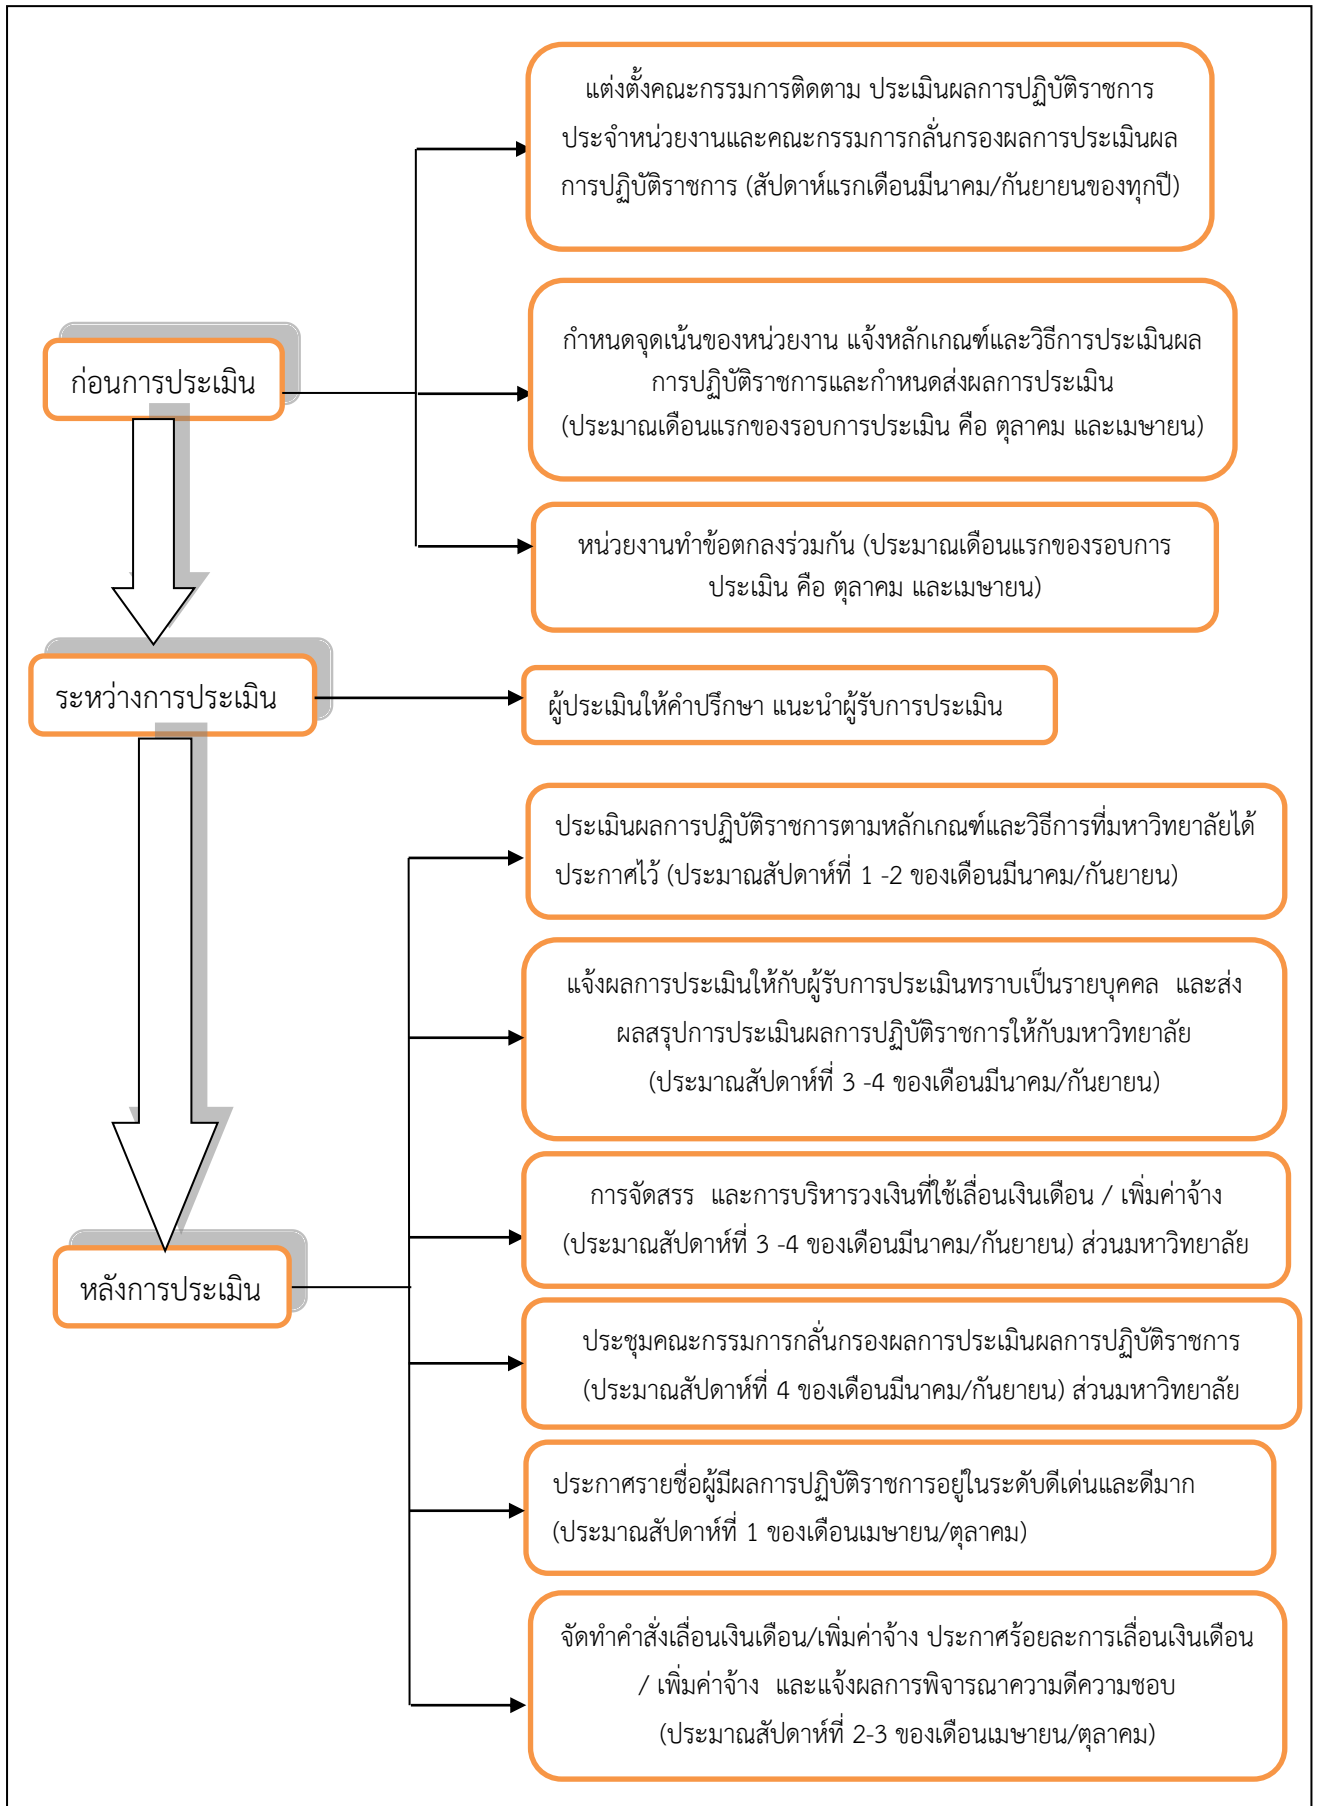 แต่งตั้งคณะกรรมการติดตาม ประเมินผลการปฏิบัติราชการ
ประจำหน่วยงานและคณะกรรมการกลั่นกรองผลการประเมินผล
การปฏิบัติราชการ (สัปดาห์แรกเดือนมีนาคม/กันยายนของทุกปี)
ก่อนการประเมิน
กำหนดจุดเน้นของหน่วยงาน แจ้งหลักเกณฑ์และวิธีการประเมินผล
การปฏิบัติราชการและกำหนดส่งผลการประเมิน
(ประมาณเดือนแรกของรอบการประเมิน คือ ตุลาคม และเมษายน)
หน่วยงานทำข้อตกลงร่วมกัน (ประมาณเดือนแรกของรอบการ
ประเมิน คือ ตุลาคม และเมษายน)
ระหว่างการประเมิน
ผู้ประเมินให้คำปรึกษา แนะนำผู้รับการประเมิน
ประเมินผลการปฏิบัติราชการตามหลักเกณฑ์และวิธีการที่มหาวิทยาลัยได้
ประกาศไว้ (ประมาณสัปดาห์ที่ 1 -2 ของเดือนมีนาคม/กันยายน)
แจ้งผลการประเมินให้กับผู้รับการประเมินทราบเป็นรายบุคคล และส่ง
ผลสรุปการประเมินผลการปฏิบัติราชการให้กับมหาวิทยาลัย
(ประมาณสัปดาห์ที่ 3 -4 ของเดือนมีนาคม/กันยายน)
การจัดสรร และการบริหารวงเงินที่ใช้เลื่อนเงินเดือน / เพิ่มค่าจ้าง
(ประมาณสัปดาห์ที่ 3 -4 ของเดือนมีนาคม/กันยายน) ส่วนมหาวิทยาลัย
หลังการประเมิน
ประชุมคณะกรรมการกลั่นกรองผลการประเมินผลการปฏิบัติราชการ
(ประมาณสัปดาห์ที่ 4 ของเดือนมีนาคม/กันยายน) ส่วนมหาวิทยาลัย
ประกาศรายชื่อผู้มีผลการปฏิบัติราชการอยู่ในระดับดีเด่นและดีมาก
(ประมาณสัปดาห์ที่ 1 ของเดือนเมษายน/ตุลาคม)
จัดทำคำสั่งเลื่อนเงินเดือน/เพิ่มค่าจ้าง ประกาศร้อยละการเลื่อนเงินเดือน
/ เพิ่มค่าจ้าง และแจ้งผลการพิจารณาความดีความชอบ
(ประมาณสัปดาห์ที่ 2-3 ของเดือนเมษายน/ตุลาคม)